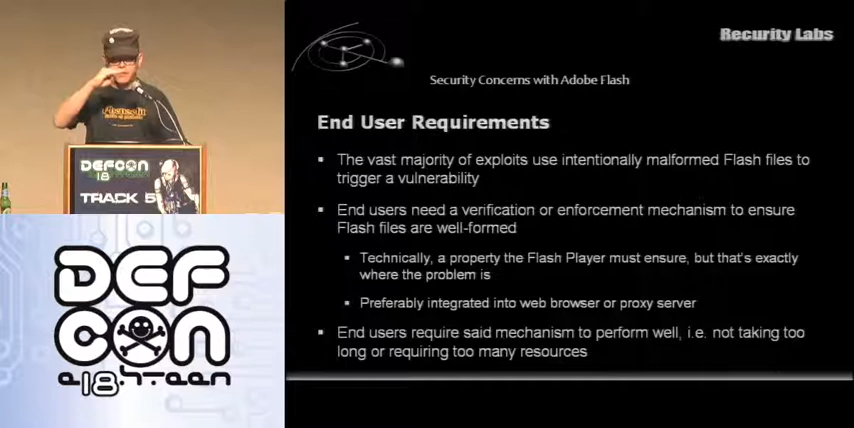 Recurity Labs
Security Concerns with Adobe Flash
End User Requirements
▪ The vast majority of exploits use intentionally malformed Flash files to
trigger a vulnerability
▪ End users need a verification or enforcement mechanism to ensure
Flash files are well-formed
▪ Technically, a property the Flash Player must ensure, but that's exactly
where the problem is
▪ Preferably integrated into web browser or proxy server
▪ End users require said mechanism to perform well, i.e. not taking too
long or requiring too many resources
DEFCON
18
TRACK 5
DEF
CON
e18h-teen